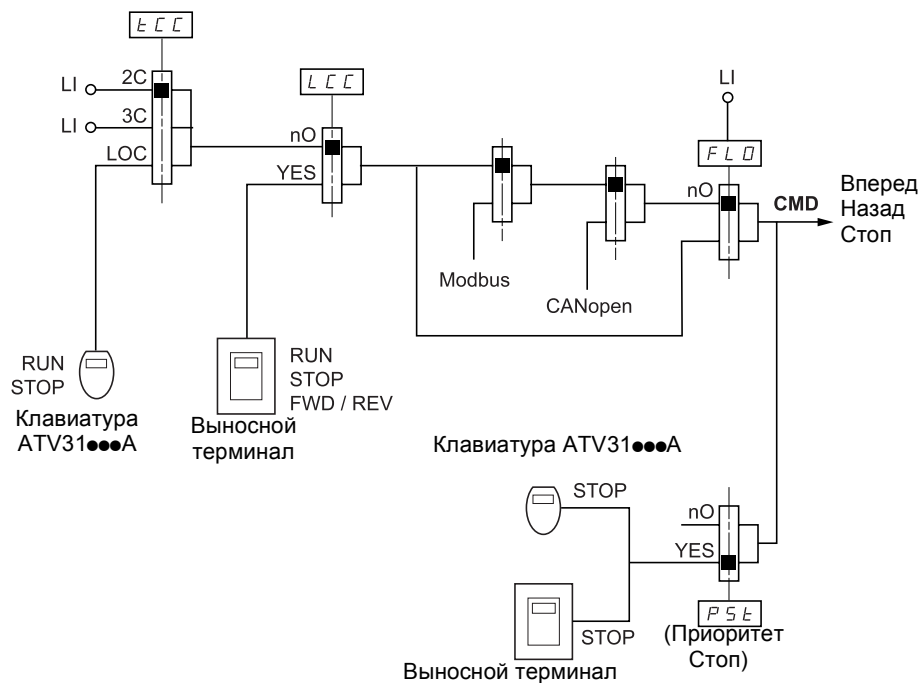 tCC
LI 2C
LI 3C
LOC
LCC
nO
YES
LI
FLO
nO
CMD
Вперед
Назад
Стоп
Modbus
CANopen
RUN
STOP
Клавиатура
ATV31●●●A
RUN
STOP
FWD / REV
Выносной
терминал
Клавиатура ATV31●●●A
STOP
nO
YES
PSt
(Приоритет
Стоп)
STOP
Выносной терминал